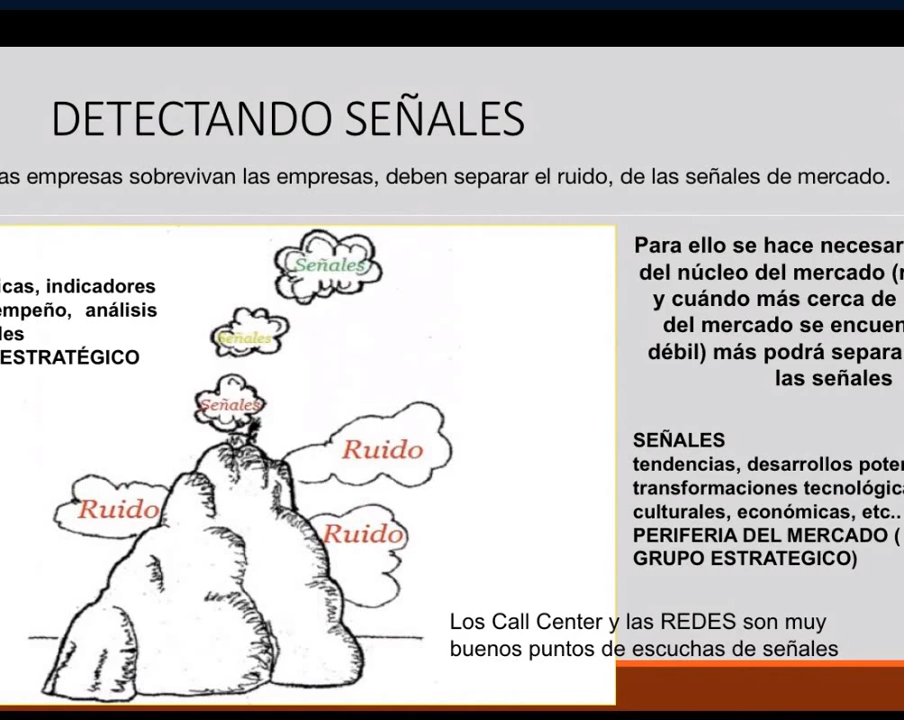 DETECTANDO SEÑALES
as empresas sobrevivan las empresas, deben separar el ruido, de las señales de mercado.
icas, indicadores
empeño, análisis
les
ESTRATÉGICO
Señales
Señales
Señales
Ruido
Ruido
Ruido
Para ello se hace necesar
del núcleo del mercado (r
y cuándo más cerca de
del mercado se encuen
débil) más podrá separa
las señales
SEÑALES
tendencias, desarrollos poten
transformaciones tecnológica
culturales, económicas, etc..
PERIFERIA DEL MERCADO (
GRUPO ESTRATEGICO)
Los Call Center y las REDES son muy
buenos puntos de escuchas de señales